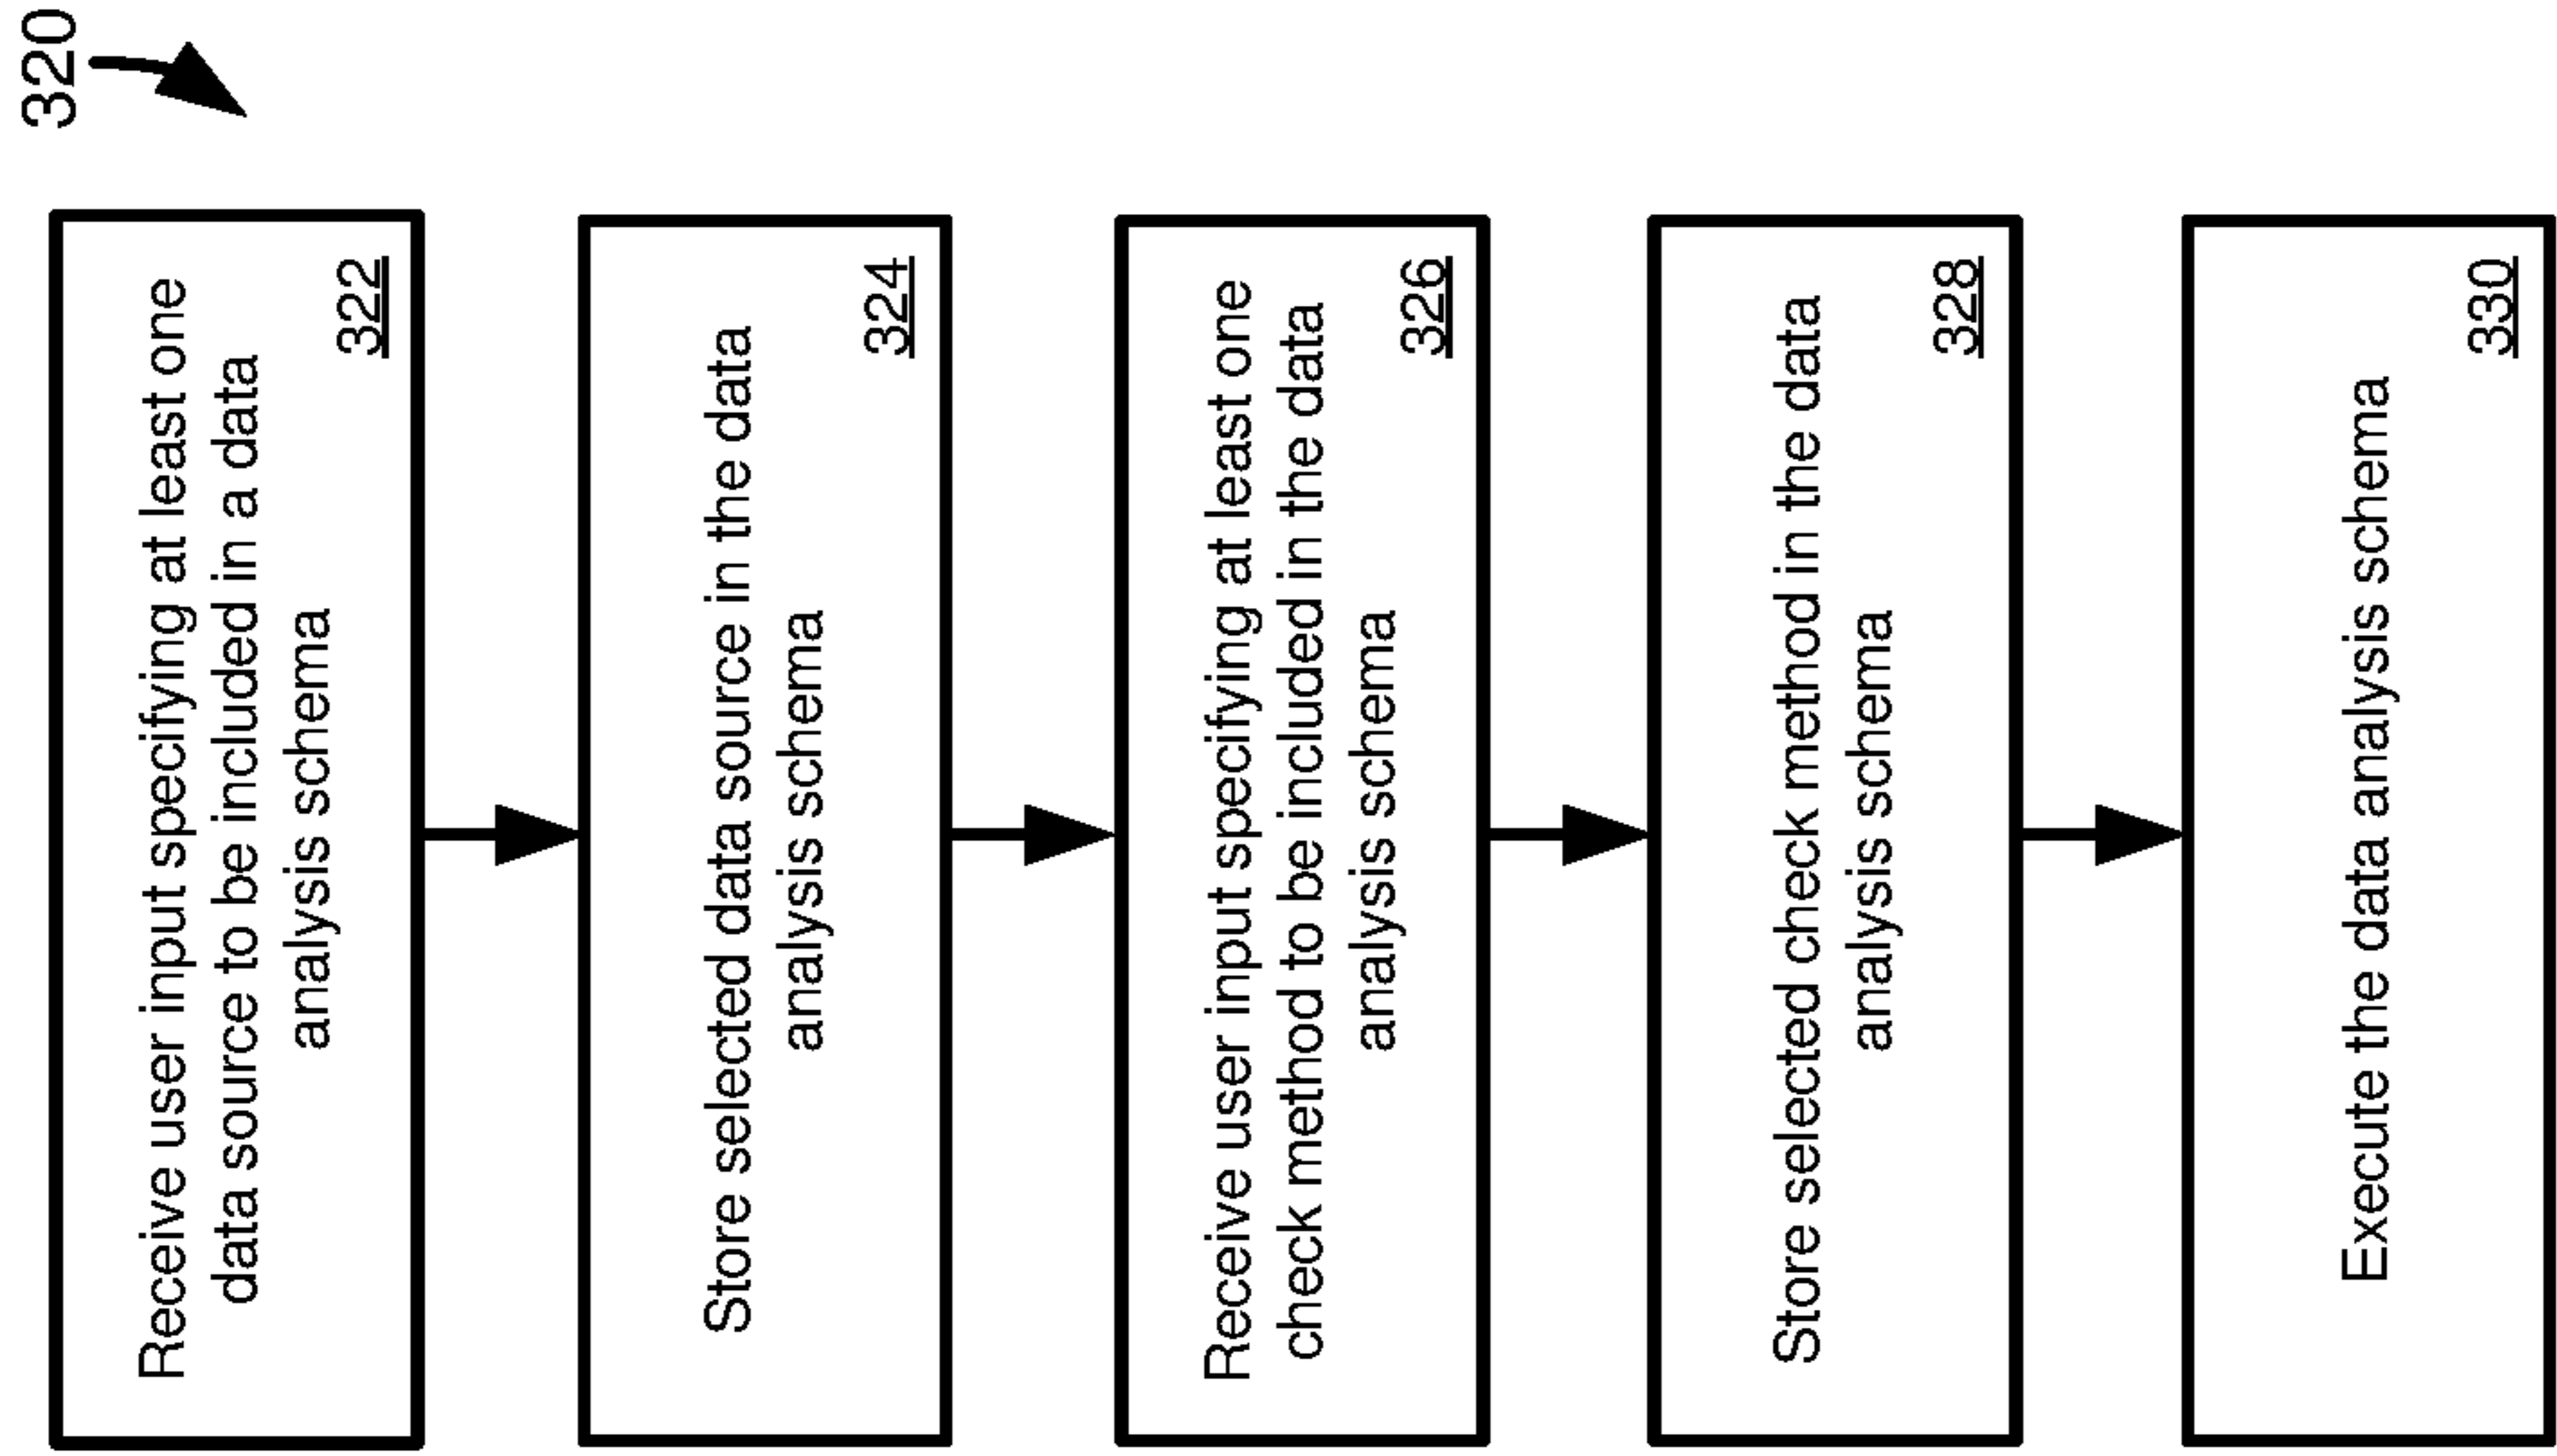 320
Receive user input specifying at least one
data source to be included in a data
analysis schema
322
Store selected data source in the data
analysis schema
324
Receive user input specifying at least one
check method to be included in the data
analysis schema
326
Store selected check method in the data
analysis schema
328
Execute the data analysis schema
330